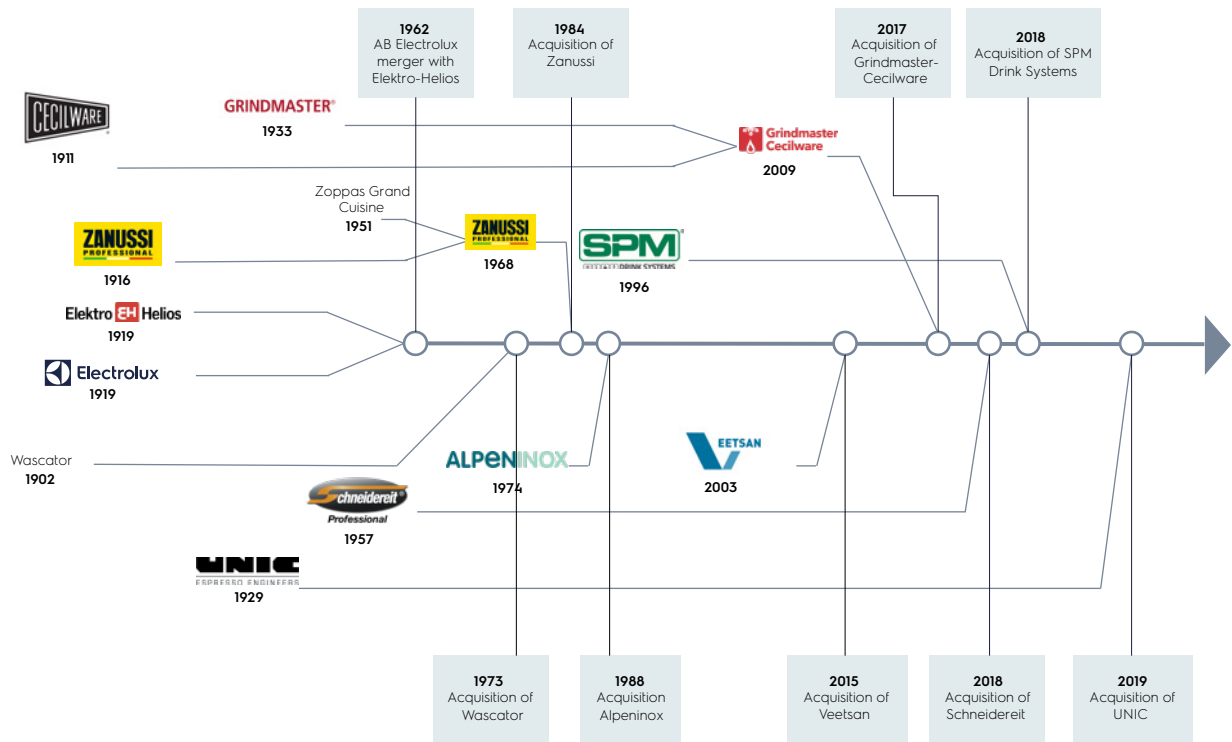 1962
AB Electrolux
merger with
Elektro-Helios
1984
Acquisition of
Zanussi
2017
Acquisition of
Grindmaster-
Cecilware
2018
Acquisition of SPM
Drink Systems
CECILWARE
1911
GRINDMASTER®
1933
Grindmaster
Cecilware
2009
Zoppas Grand
Cuisine
1951
ZANUSSI
PROFESSIONAL
1916
ZANUSSI
PROFESSIONAL
1968
SPM
DRINK SYSTEMS
1996
Elektro EH Helios
1919
Electrolux
1919
Wascator
1902
ALPENINOX
1974
VEETSAN
2003
Schneidereit®
Professional
1957
UNIC
ESPRESSO ENGINEERS
1929
1973
Acquisition of
Wascator
1988
Acquisition
Alpeninox
2015
Acquisition of
Veetsan
2018
Acquisition of
Schneidereit
2019
Acquisition of
UNIC